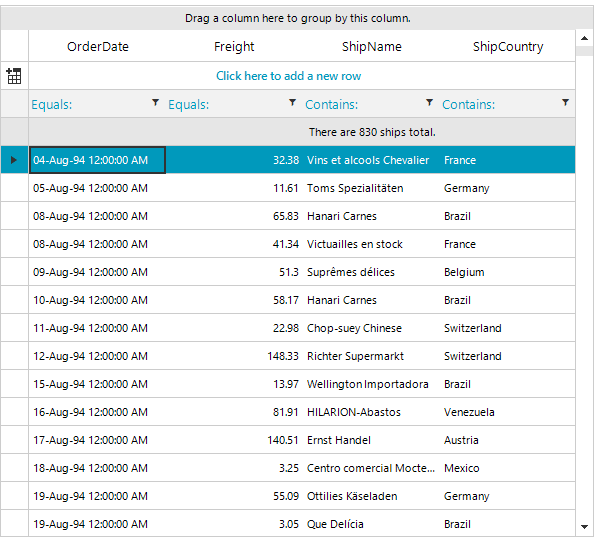 Drag a column here to group by this column.
OrderDate Freight ShipName ShipCountry
Click here to add a new row
Equals: Equals: Contains: Contains:
There are 830 ships total.
04-Aug-94 12:00:00 AM 32.38 Vins et alcools Chevalier France
05-Aug-94 12:00:00 AM 11.61 Toms Spezialitäten Germany
08-Aug-94 12:00:00 AM 65.83 Hanari Carnes Brazil
08-Aug-94 12:00:00 AM 41.34 Victuailles en stock France
09-Aug-94 12:00:00 AM 51.3 Suprêmes délices Belgium
10-Aug-94 12:00:00 AM 58.17 Hanari Carnes Brazil
11-Aug-94 12:00:00 AM 22.98 Chop-suey Chinese Switzerland
12-Aug-94 12:00:00 AM 148.33 Richter Supermarkt Switzerland
15-Aug-94 12:00:00 AM 13.97 Wellington Importadora Brazil
16-Aug-94 12:00:00 AM 81.91 HILARION-Abastos Venezuela
17-Aug-94 12:00:00 AM 140.51 Ernst Handel Austria
18-Aug-94 12:00:00 AM 3.25 Centro comercial Mocte... Mexico
19-Aug-94 12:00:00 AM 55.09 Ottilies Käseladen Germany
19-Aug-94 12:00:00 AM 3.05 Que Delícia Brazil